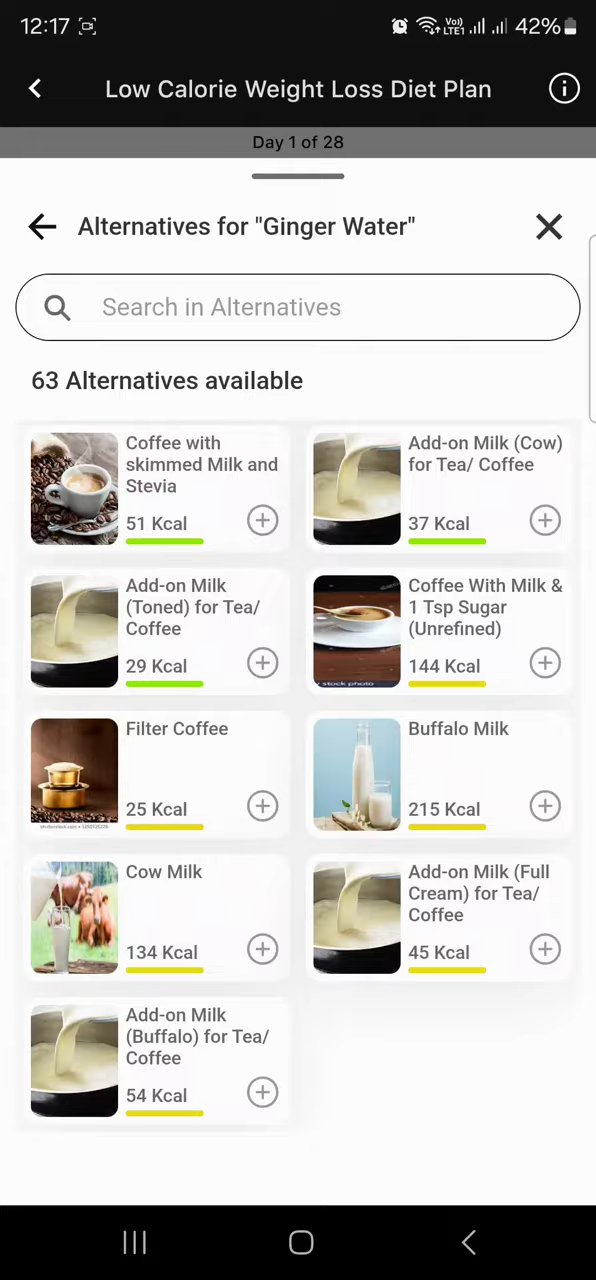 12:17
Vo))
LTE1
42%
Low Calorie Weight Loss Diet Plan
Day 1 of 28
Alternatives for "Ginger Water"
Search in Alternatives
63 Alternatives available
Coffee with
skimmed Milk and
Stevia
51 Kcal
Add-on Milk (Cow)
for Tea/ Coffee
37 Kcal
Add-on Milk
(Toned) for Tea/
Coffee
29 Kcal
Coffee With Milk &
1 Tsp Sugar
(Unrefined)
144 Kcal
stock photo
Filter Coffee
25 Kcal
Buffalo Milk
215 Kcal
Cow Milk
134 Kcal
Add-on Milk (Full
Cream) for Tea/
Coffee
45 Kcal
Add-on Milk
(Buffalo) for Tea/
Coffee
54 Kcal